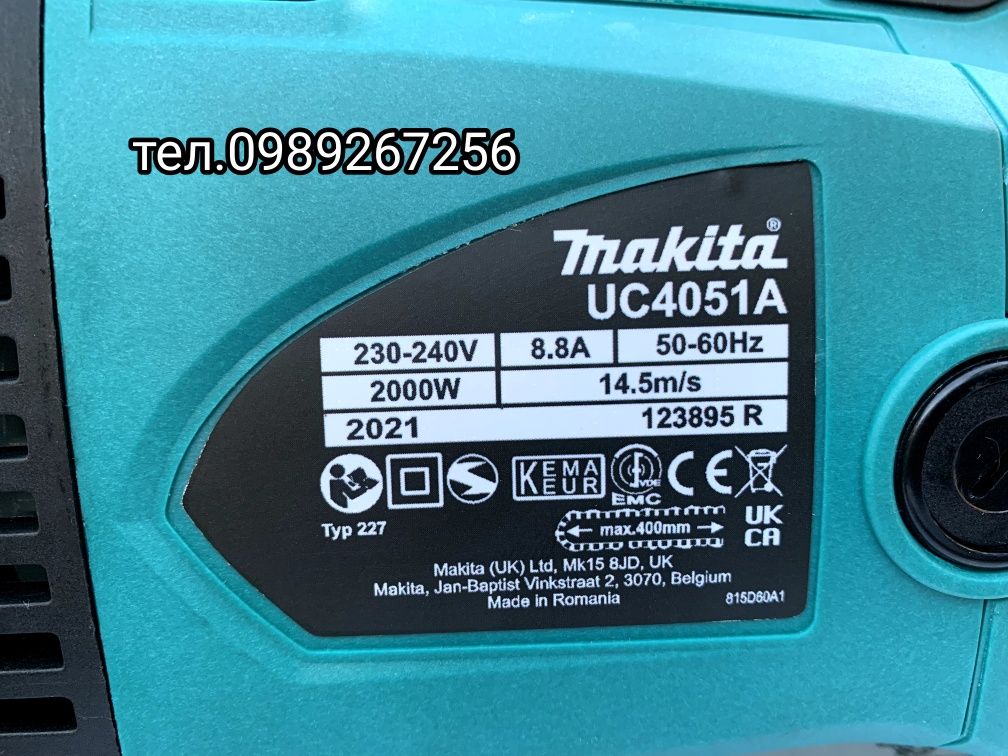 тел.0989267256
makita®
UC4051A
230-240V 8.8A 50-60Hz
2000W 14.5m/s
2021 123895 R
KEMA
EUR
VDE
EMC
CE
Typ 227
max.400mm
UK
CA
Makita (UK) Ltd, Mk15 8JD, UK
Makita, Jan-Baptist Vinkstraat 2, 3070, Belgium
Made in Romania 815D60A1